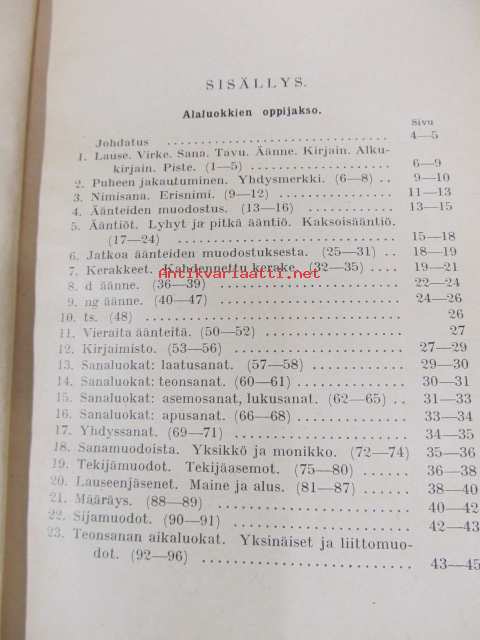 SISÄLLYS.
Alaluokkien oppijakso.
Sivu
Johdatus 4—5
1. Lause. Virke. Sana. Tavu. Äänne. Kirjain. Alku-
kirjain. Piste. (1—5) 6—9
2. Puheen jakautuminen. Yhdysmerkki. (6—8) 9—10
3. Nimisana. Erisnimi. (9—12) 11—13
4. Äänteiden muodostus. (13—16) 13—15
5. Ääntiöt. Lyhyt ja pitkä ääntiö. Kaksoisääntiö.
(17—24) 15—18
6. Jatkoa äänteiden muodostuksesta. (25—31) 18—19
7. Kerakkeet. Kahdennettu kerake. (32—35) 19—21
antikvariaatti.net
8. d äänne. (36—39) 22—24
9. ng äänne. (40—47) 24—26
10. ts. (48) 26
11. Vieraita äänteitä. (50—52) 27
12. Kirjaimisto. (53—56) 27—29
13. Sanaluokat: laatusanat. (57—58) 29—30
14. Sanaluokat: teonsanat. (60—61) 30—31
15. Sanaluokat: asemosanat, lukusanat. (62—65) 31—33
16. Sanaluokat: apusanat. (66—68) 33—34
17. Yhdyssanat. (69—71) 34—35
18. Sanamuodoista. Yksikkö ja monikko. (72—74) 35—36
19. Tekijämuodot. Tekijäasemot. (75—80) 36—38
20. Lauseenjäsenet. Maine ja alus. (81—87) 38—40
21. Määräys. (88—89) 40—42
22. Sijamuodot. (90—91) 42—43
23. Teonsanan aikaluokat. Yksinäiset ja liittomuo-
dot. (92—96) 43—45